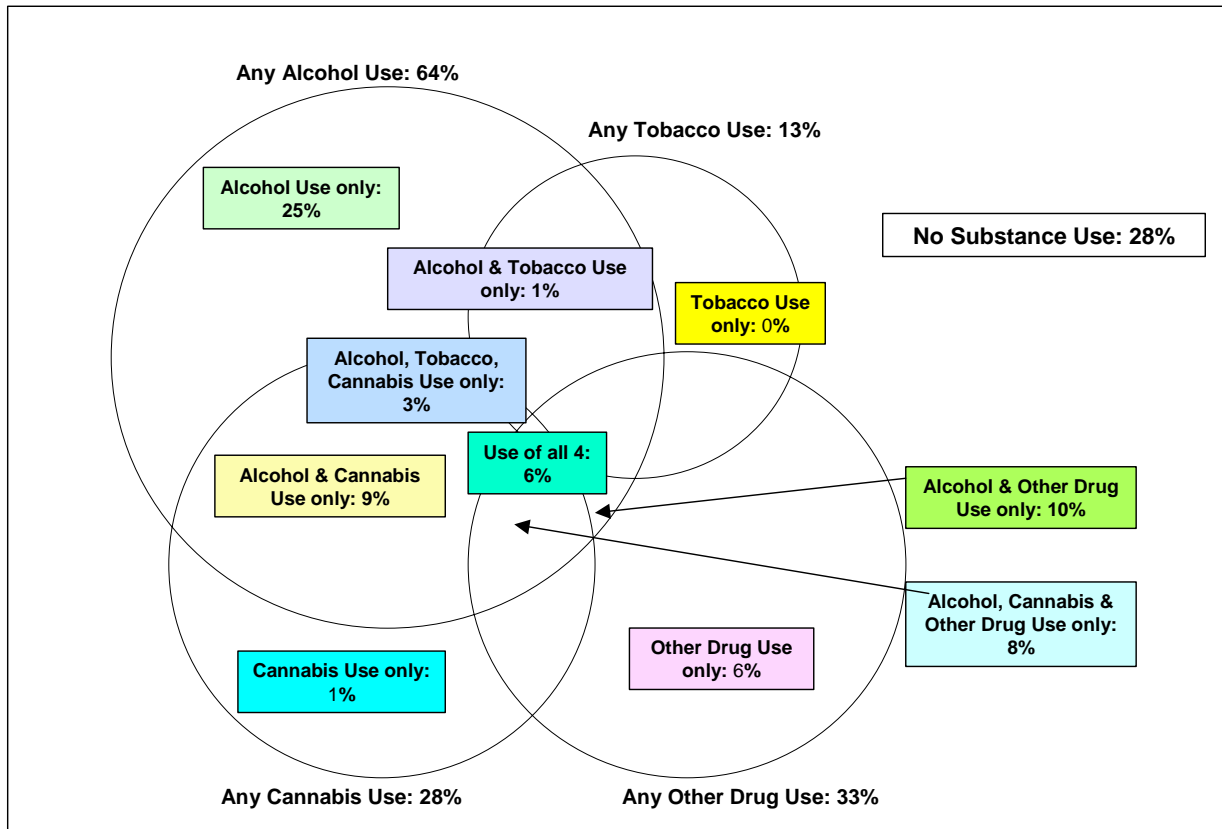 Any Alcohol Use: 64%
Any Tobacco Use: 13%
Alcohol Use only:
25%
No Substance Use: 28%
Alcohol & Tobacco Use
only: 1%
Tobacco Use
only: 0%
Alcohol, Tobacco,
Cannabis Use only:
3%
Use of all 4:
6%
Alcohol & Cannabis
Use only: 9%
Alcohol & Other Drug
Use only: 10%
Alcohol, Cannabis &
Other Drug Use only:
8%
Other Drug Use
only: 6%
Cannabis Use only:
1%
Any Cannabis Use: 28%
Any Other Drug Use: 33%